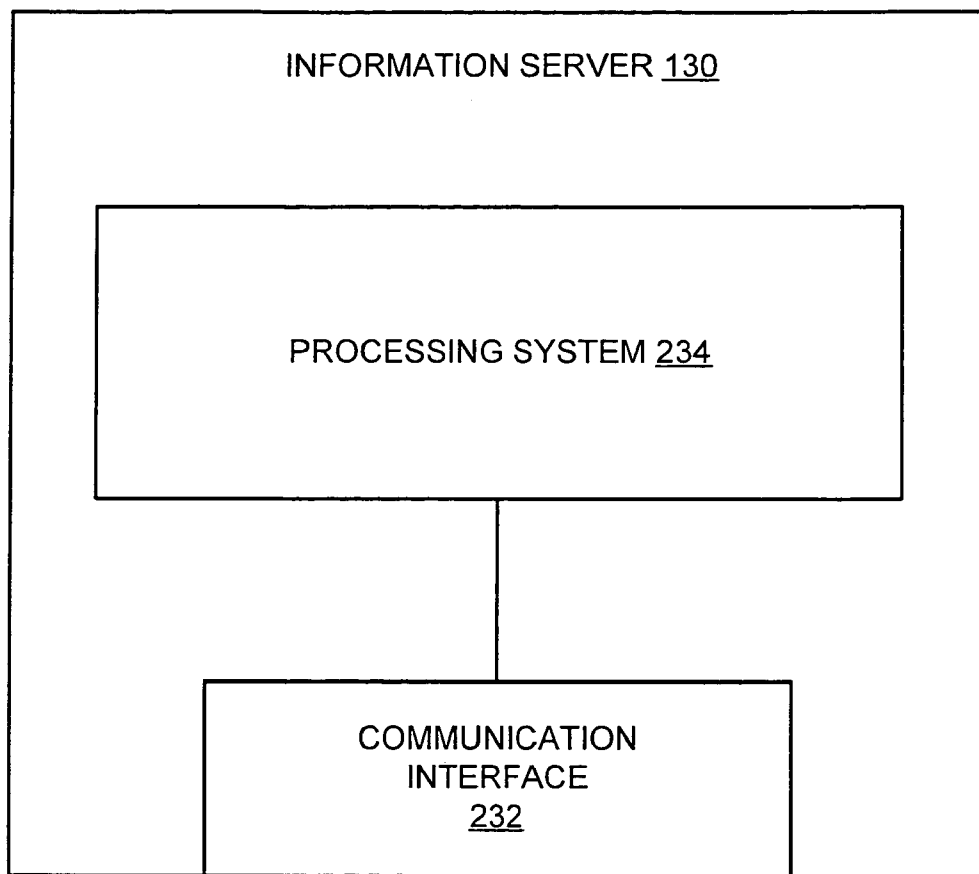 INFORMATION SERVER 130
PROCESSING SYSTEM 234
COMMUNICATION
INTERFACE
232